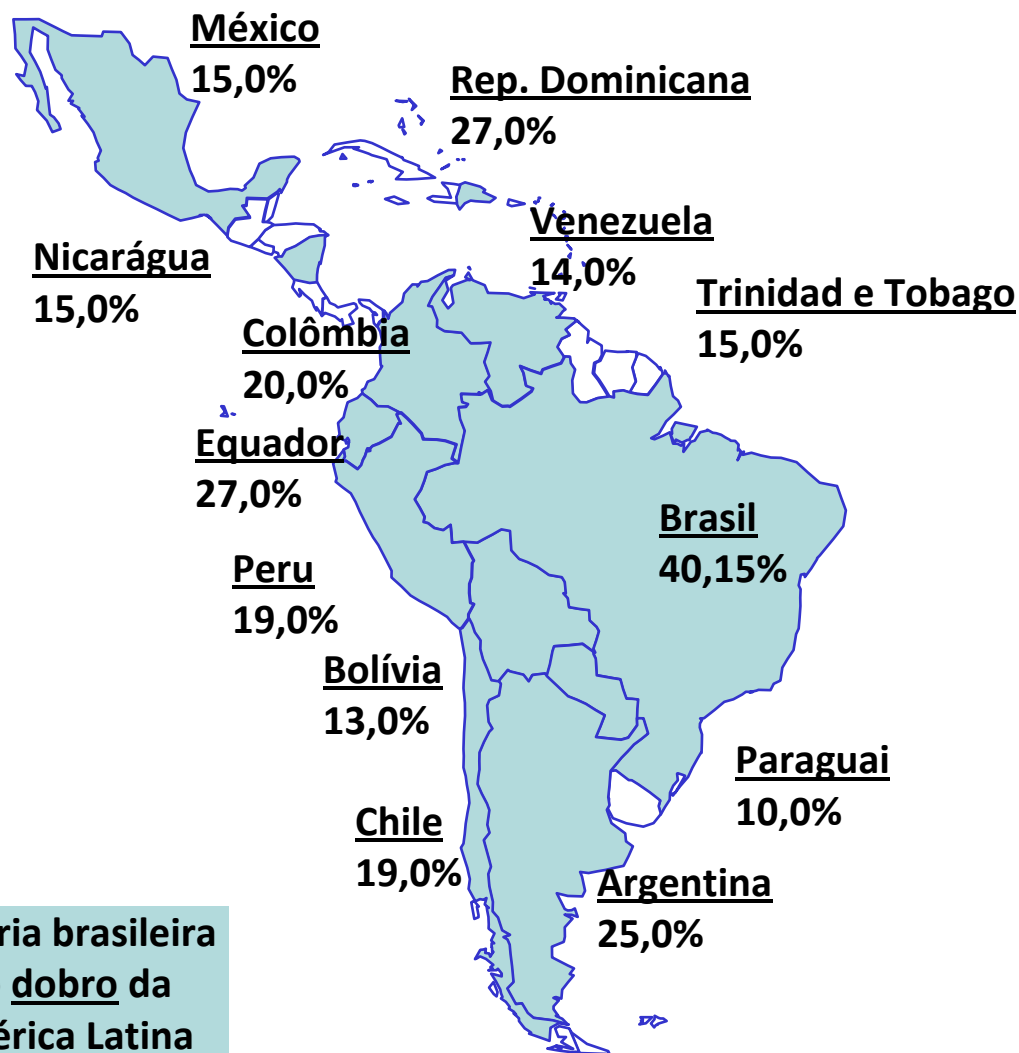 México
15,0%
Rep. Dominicana
27,0%
Venezuela
14,0%
Nicarágua
15,0%
Trinidad e Tobago
15,0%
Colômbia
20,0%
Equador
27,0%
Brasil
40,15%
Peru
19,0%
Bolívia
13,0%
Paraguai
10,0%
Chile
19,0%
Argentina
25,0%
ria brasileira
dobro da
érica Latina